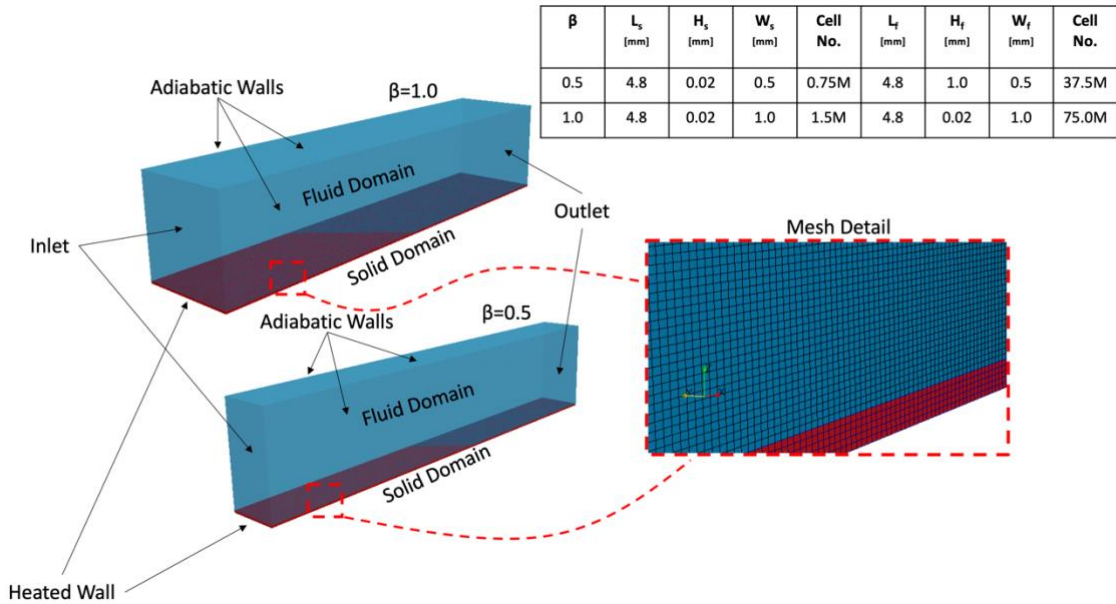 β Lₛ Hₛ Wₛ Cell L_f H_f W_f Cell
[mm] [mm] [mm] No. [mm] [mm] [mm] No.
0.5 4.8 0.02 0.5 0.75M 4.8 1.0 0.5 37.5M
1.0 4.8 0.02 1.0 1.5M 4.8 0.02 1.0 75.0M
Adiabatic Walls
β=1.0
Fluid Domain
Outlet
Inlet
Solid Domain
Mesh Detail
Adiabatic Walls
β=0.5
Fluid Domain
Solid Domain
Heated Wall